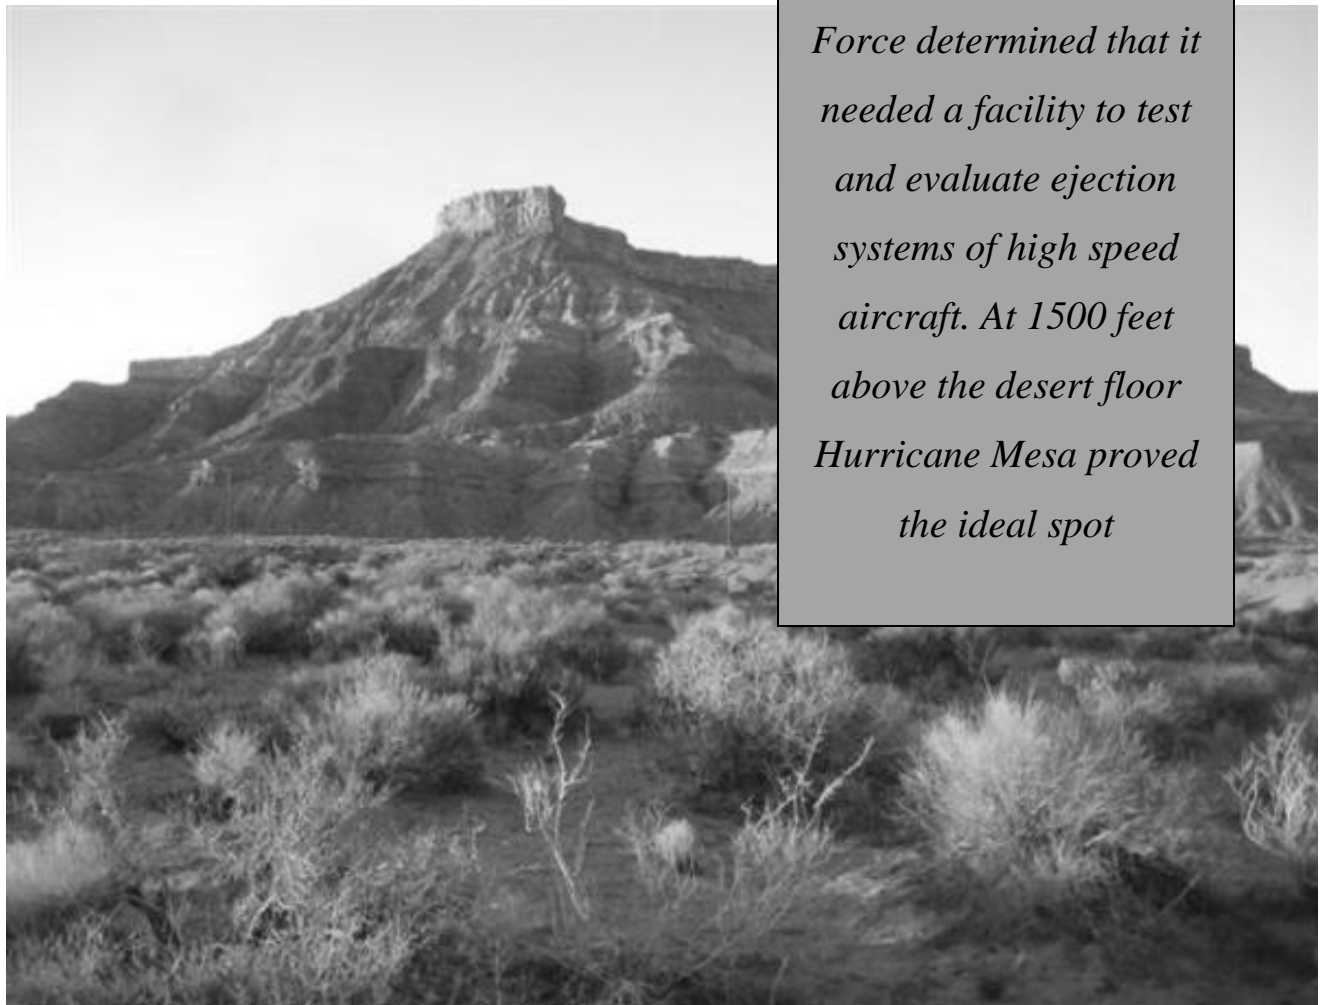 Force determined that it
needed a facility to test
and evaluate ejection
systems of high speed
aircraft. At 1500 feet
above the desert floor
Hurricane Mesa proved
the ideal spot